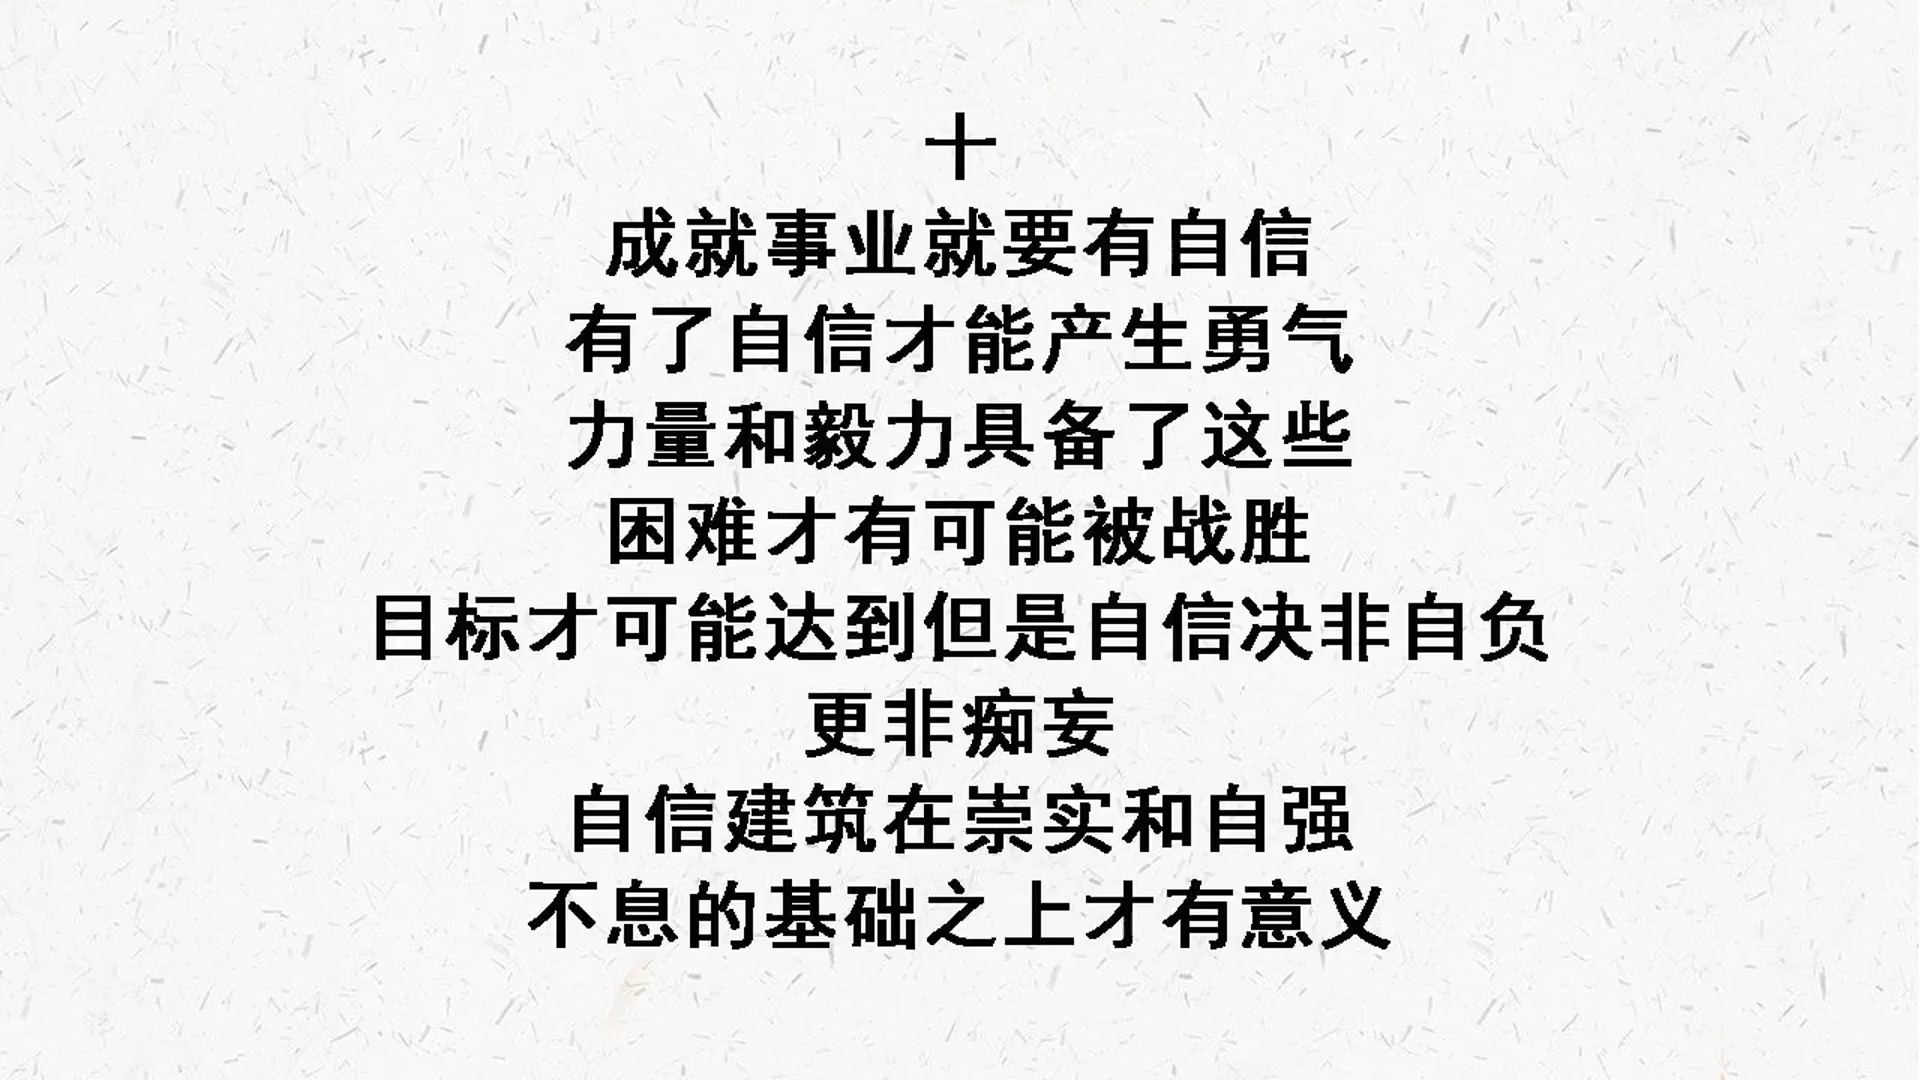 十
成就事业就要有自信
有了自信才能产生勇气
力量和毅力具备了这些
困难才有可能被战胜
目标才可能达到但是自信决非自负
更非痴妄
自信建筑在崇实和自强
不息的基础之上才有意义